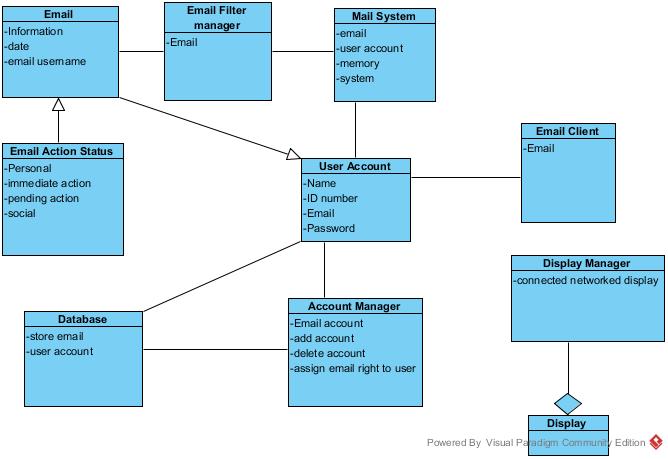 Email
-Information
-date
-email username
Email Filter
manager
-Email
Mail System
-email
-user account
-memory
-system
Email Action Status
-Personal
-immediate action
-pending action
-social
User Account
-Name
-ID number
-Email
-Password
Email Client
-Email
Display Manager
-connected networked display
Database
-store email
-user account
Account Manager
-Email account
-add account
-delete account
-assign email right to user
Display
Powered By Visual Paradigm Community Edition